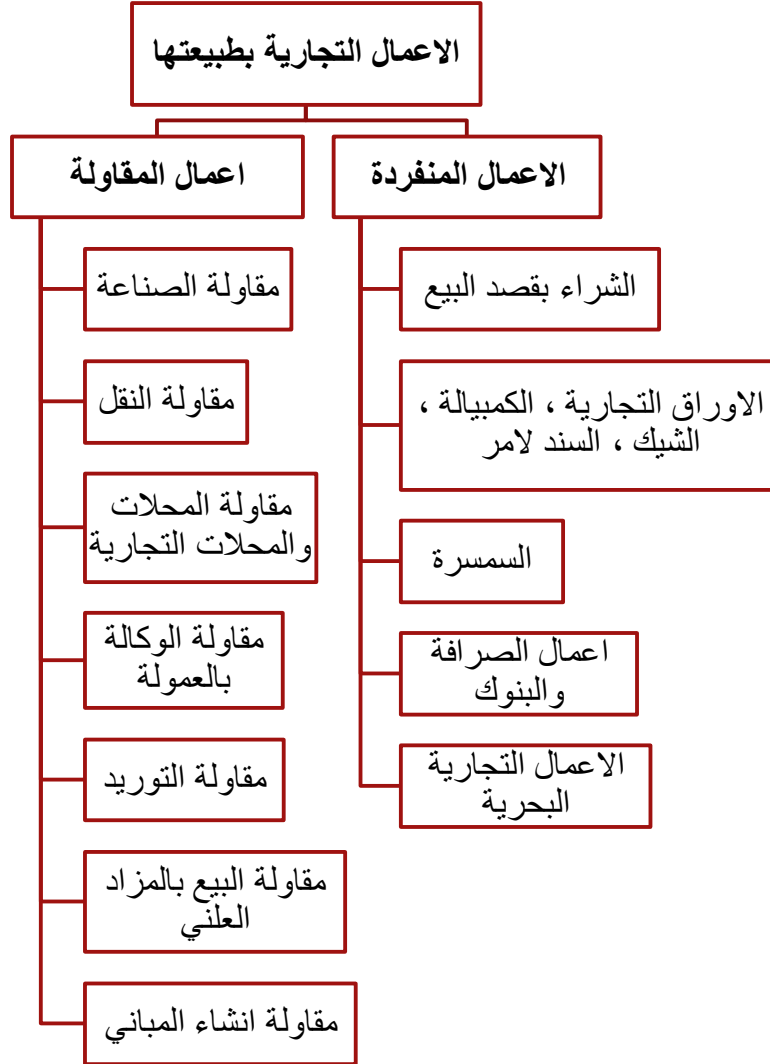 الاعمال التجارية بطبيعتها
الاعمال المنفردة
الشراء بقصد البيع
الاوراق التجارية ، الكمبيالة ،
الشيك ، السند لامر
السمسرة
اعمال الصرافة
والبنوك
الاعمال التجارية
البحرية
اعمال المقاولة
مقاولة الصناعة
مقاولة النقل
مقاولة المحلات
والمحلات التجارية
مقاولة الوكالة
بالعمولة
مقاولة التوريد
مقاولة البيع بالمزاد
العلني
مقاولة انشاء المباني